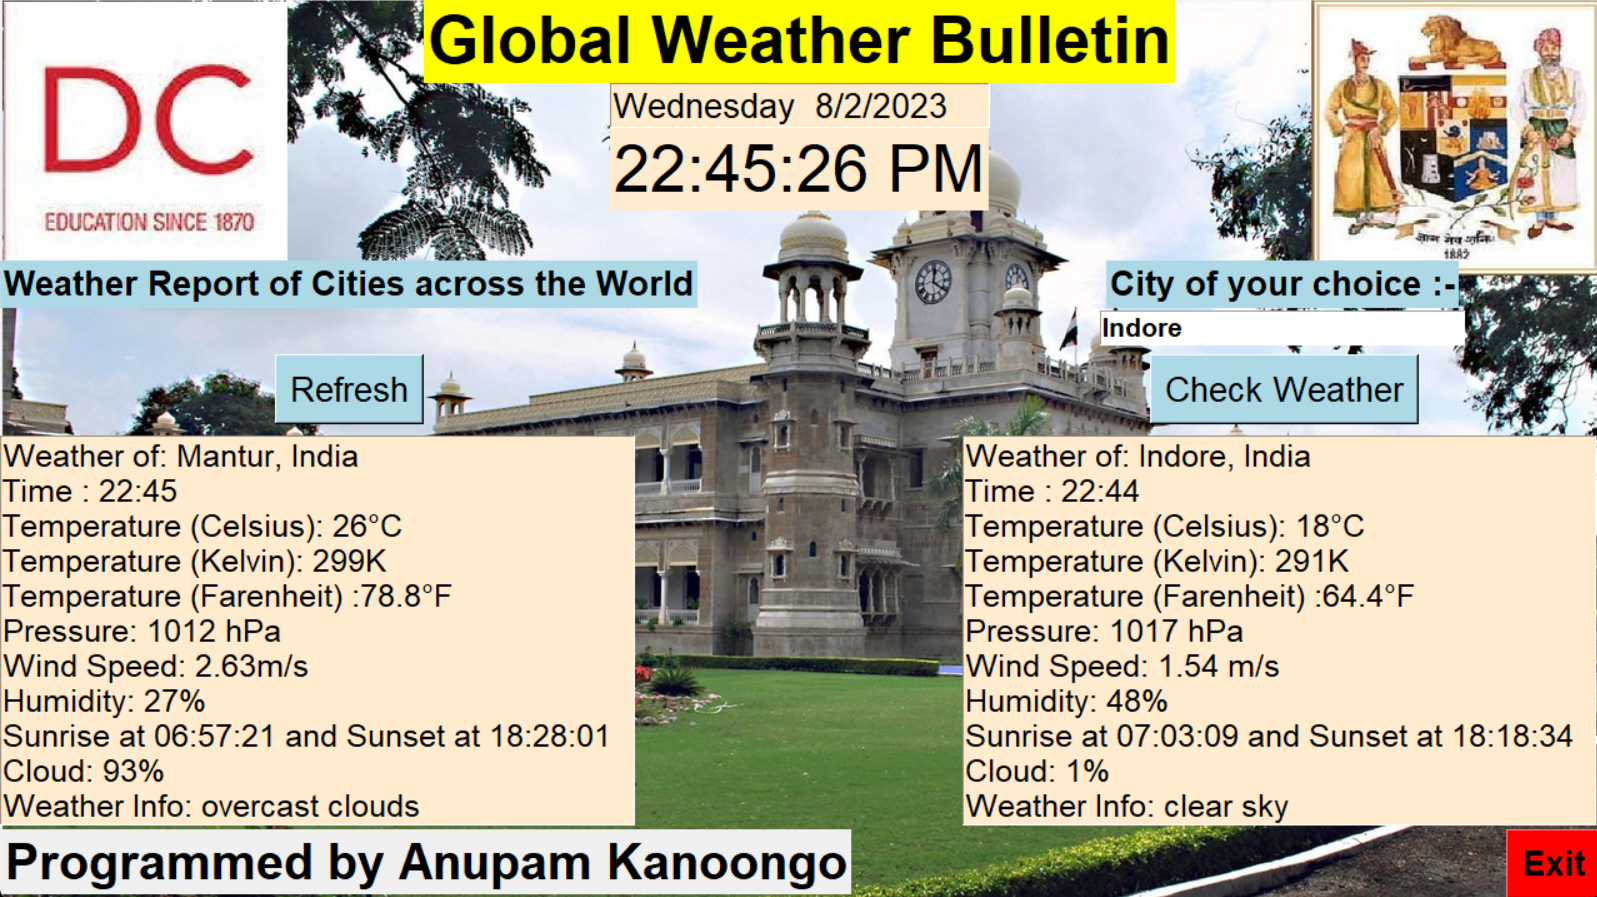 Global Weather Bulletin
DC
EDUCATION SINCE 1870
Wednesday 8/2/2023
22:45:26 PM
1882
Weather Report of Cities across the World
City of your choice :-
Indore
Refresh
Check Weather
Weather of: Mantur, India
Time : 22:45
Temperature (Celsius): 26°C
Temperature (Kelvin): 299K
Temperature (Farenheit) :78.8°F
Pressure: 1012 hPa
Wind Speed: 2.63m/s
Humidity: 27%
Sunrise at 06:57:21 and Sunset at 18:28:01
Cloud: 93%
Weather Info: overcast clouds
Weather of: Indore, India
Time : 22:44
Temperature (Celsius): 18°C
Temperature (Kelvin): 291K
Temperature (Farenheit) :64.4°F
Pressure: 1017 hPa
Wind Speed: 1.54 m/s
Humidity: 48%
Sunrise at 07:03:09 and Sunset at 18:18:34
Cloud: 1%
Weather Info: clear sky
Programmed by Anupam Kanoongo
Exit